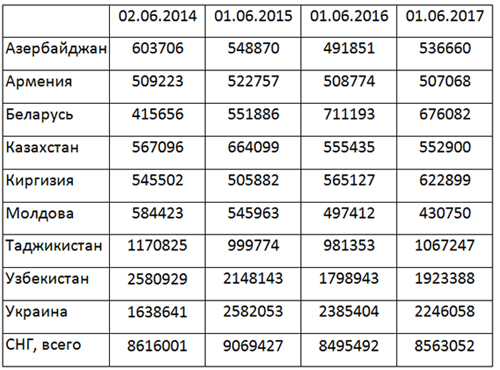 02.06.2014 01.06.2015 01.06.2016 01.06.2017
Азербайджан 603706 548870 491851 536660
Армения 509223 522757 508774 507068
Беларусь 415656 551886 711193 676082
Казахстан 567096 664099 555435 552900
Киргизия 545502 505882 565127 622899
Молдова 584423 545963 497412 430750
Таджикистан 1170825 999774 981353 1067247
Узбекистан 2580929 2148143 1798943 1923388
Украина 1638641 2582053 2385404 2246058
СНГ, всего 8616001 9069427 8495492 8563052